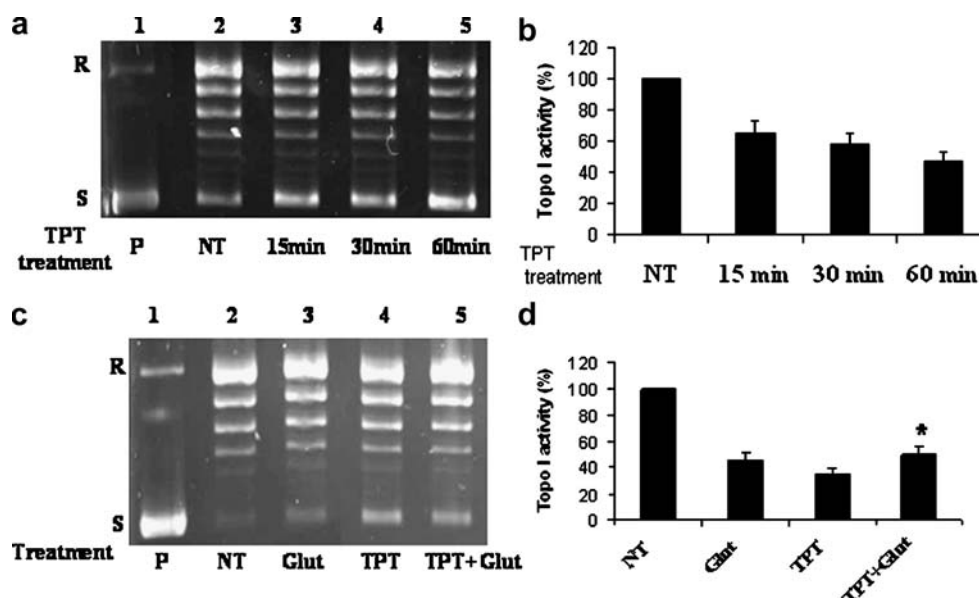 a
1 2 3 4 5
R
S
TPT treatment P NT 15min 30min 60min
b
Topo I activity (%)
120
100
80
60
40
20
0
TPT treatment NT 15 min 30 min 60 min
c
1 2 3 4 5
R
S
Treatment P NT Glut TPT TPT+Glut
d
Topo I activity (%)
120
100
80
60
40
20
0
*
NT Glut TPT TPT+Glut